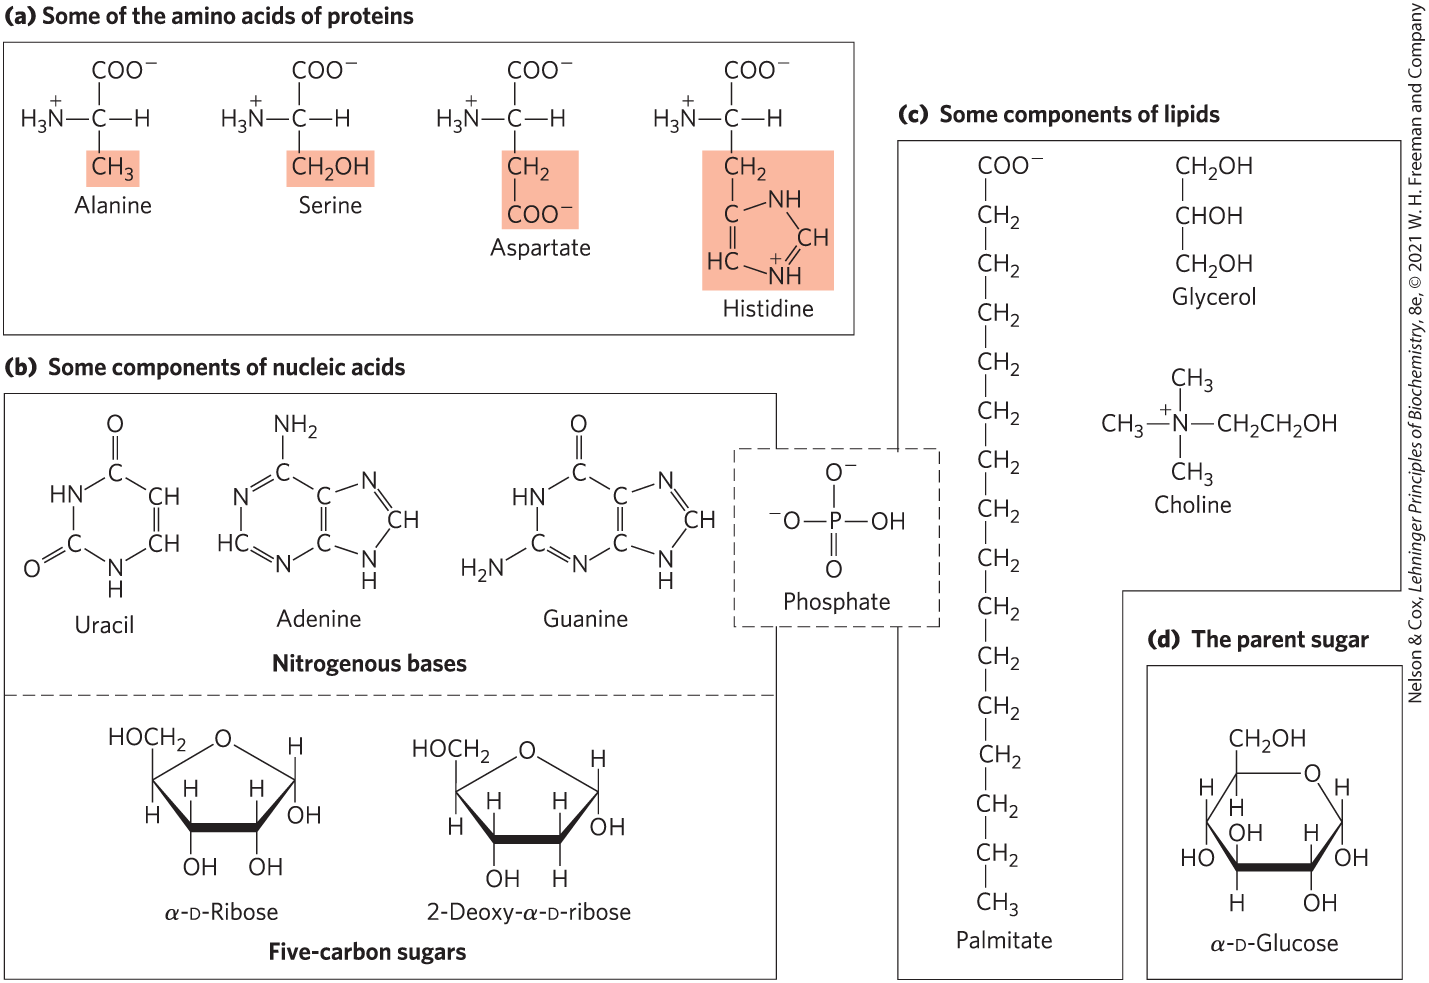 (a) Some of the amino acids of proteins
COO⁻ COO⁻ COO⁻ COO⁻
H₃N⁺—C—H H₃N⁺—C—H H₃N⁺—C—H H₃N⁺—C—H
CH₃ CH₂OH CH₂ CH₂
Alanine Serine COO⁻ C NH
Aspartate CH
HC NH⁺
Histidine
(b) Some components of nucleic acids
O NH₂ O
C C N C N
HN CH N C HN C
CH CH
C CH HC C C C
O N N N H₂N N N
H H H
Uracil Adenine Guanine
Nitrogenous bases
O⁻
⁻O—P—OH
O
Phosphate
HOCH₂ O H HOCH₂ O H
H H H H
H OH H OH
OH OH OH H
α-D-Ribose 2-Deoxy-α-D-ribose
Five-carbon sugars
(c) Some components of lipids
COO⁻
CH₂
CH₂
CH₂
CH₂
CH₂
CH₂
CH₂
CH₂
CH₂
CH₂
CH₂
CH₂
CH₂
CH₂
CH₃
Palmitate
CH₂OH
CHOH
CH₂OH
Glycerol
CH₃
CH₃—N⁺—CH₂CH₂OH
CH₃
Choline
(d) The parent sugar
CH₂OH
O
H H
H
OH H
HO OH
H OH
α-D-Glucose
Nelson & Cox, Lehninger Principles of Biochemistry, 8e, © 2021 W. H. Freeman and Company